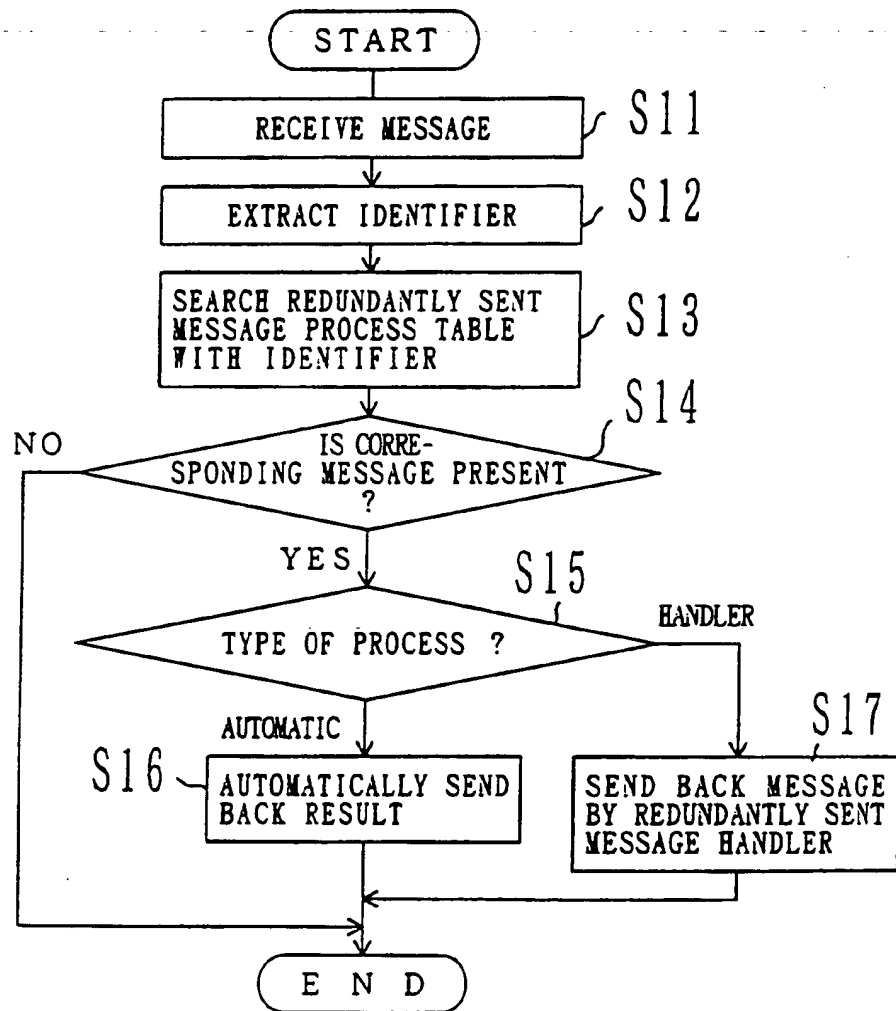 START
RECEIVE MESSAGE
S11
EXTRACT IDENTIFIER
S12
SEARCH REDUNDANTLY SENT
MESSAGE PROCESS TABLE
WITH IDENTIFIER
S13
S14
NO
IS CORRE-
SPONDING MESSAGE PRESENT
?
YES
S15
TYPE OF PROCESS ?
HANDLER
AUTOMATIC
S16
AUTOMATICALLY SEND
BACK RESULT
S17
SEND BACK MESSAGE
BY REDUNDANTLY SENT
MESSAGE HANDLER
END